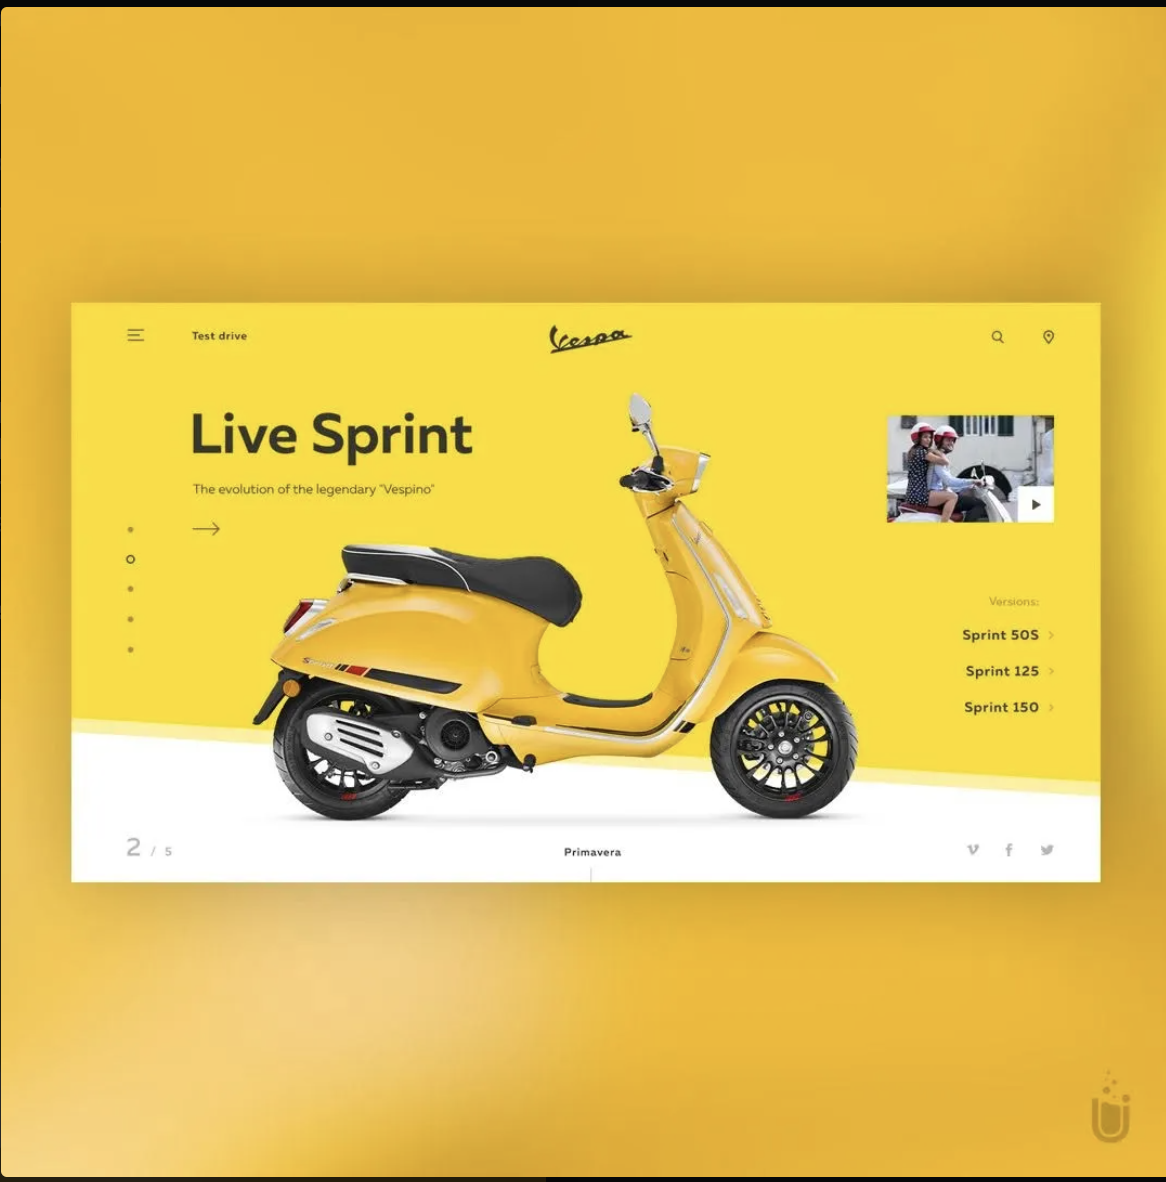 Test drive
Vespa
Live Sprint
The evolution of the legendary "Vespino"
Versions:
Sprint 50S
Sprint 125
Sprint 150
2 / 5
Primavera